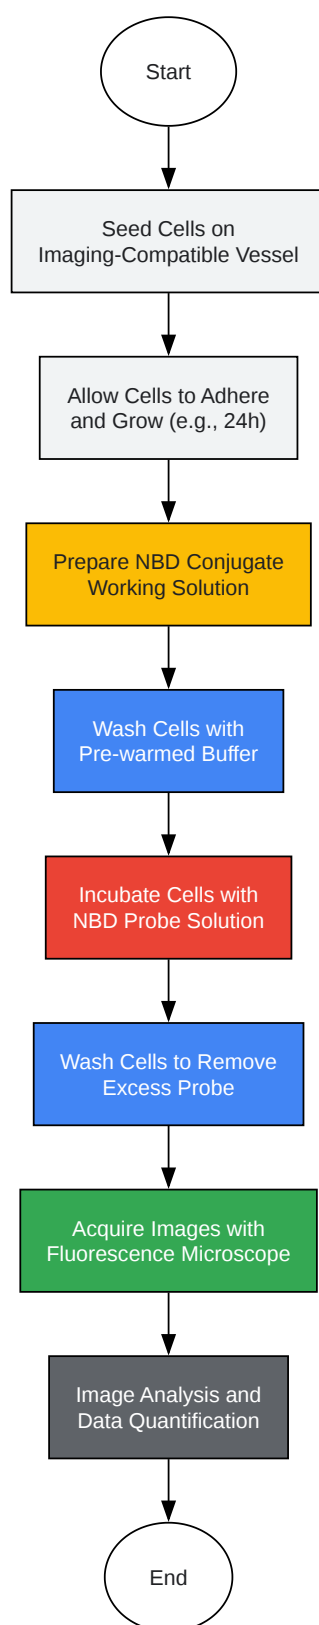 Start
Seed Cells on
Imaging-Compatible Vessel
Allow Cells to Adhere
and Grow (e.g., 24h)
Prepare NBD Conjugate
Working Solution
Wash Cells with
Pre-warmed Buffer
Incubate Cells with
NBD Probe Solution
Wash Cells to Remove
Excess Probe
Acquire Images with
Fluorescence Microscope
Image Analysis and
Data Quantification
End